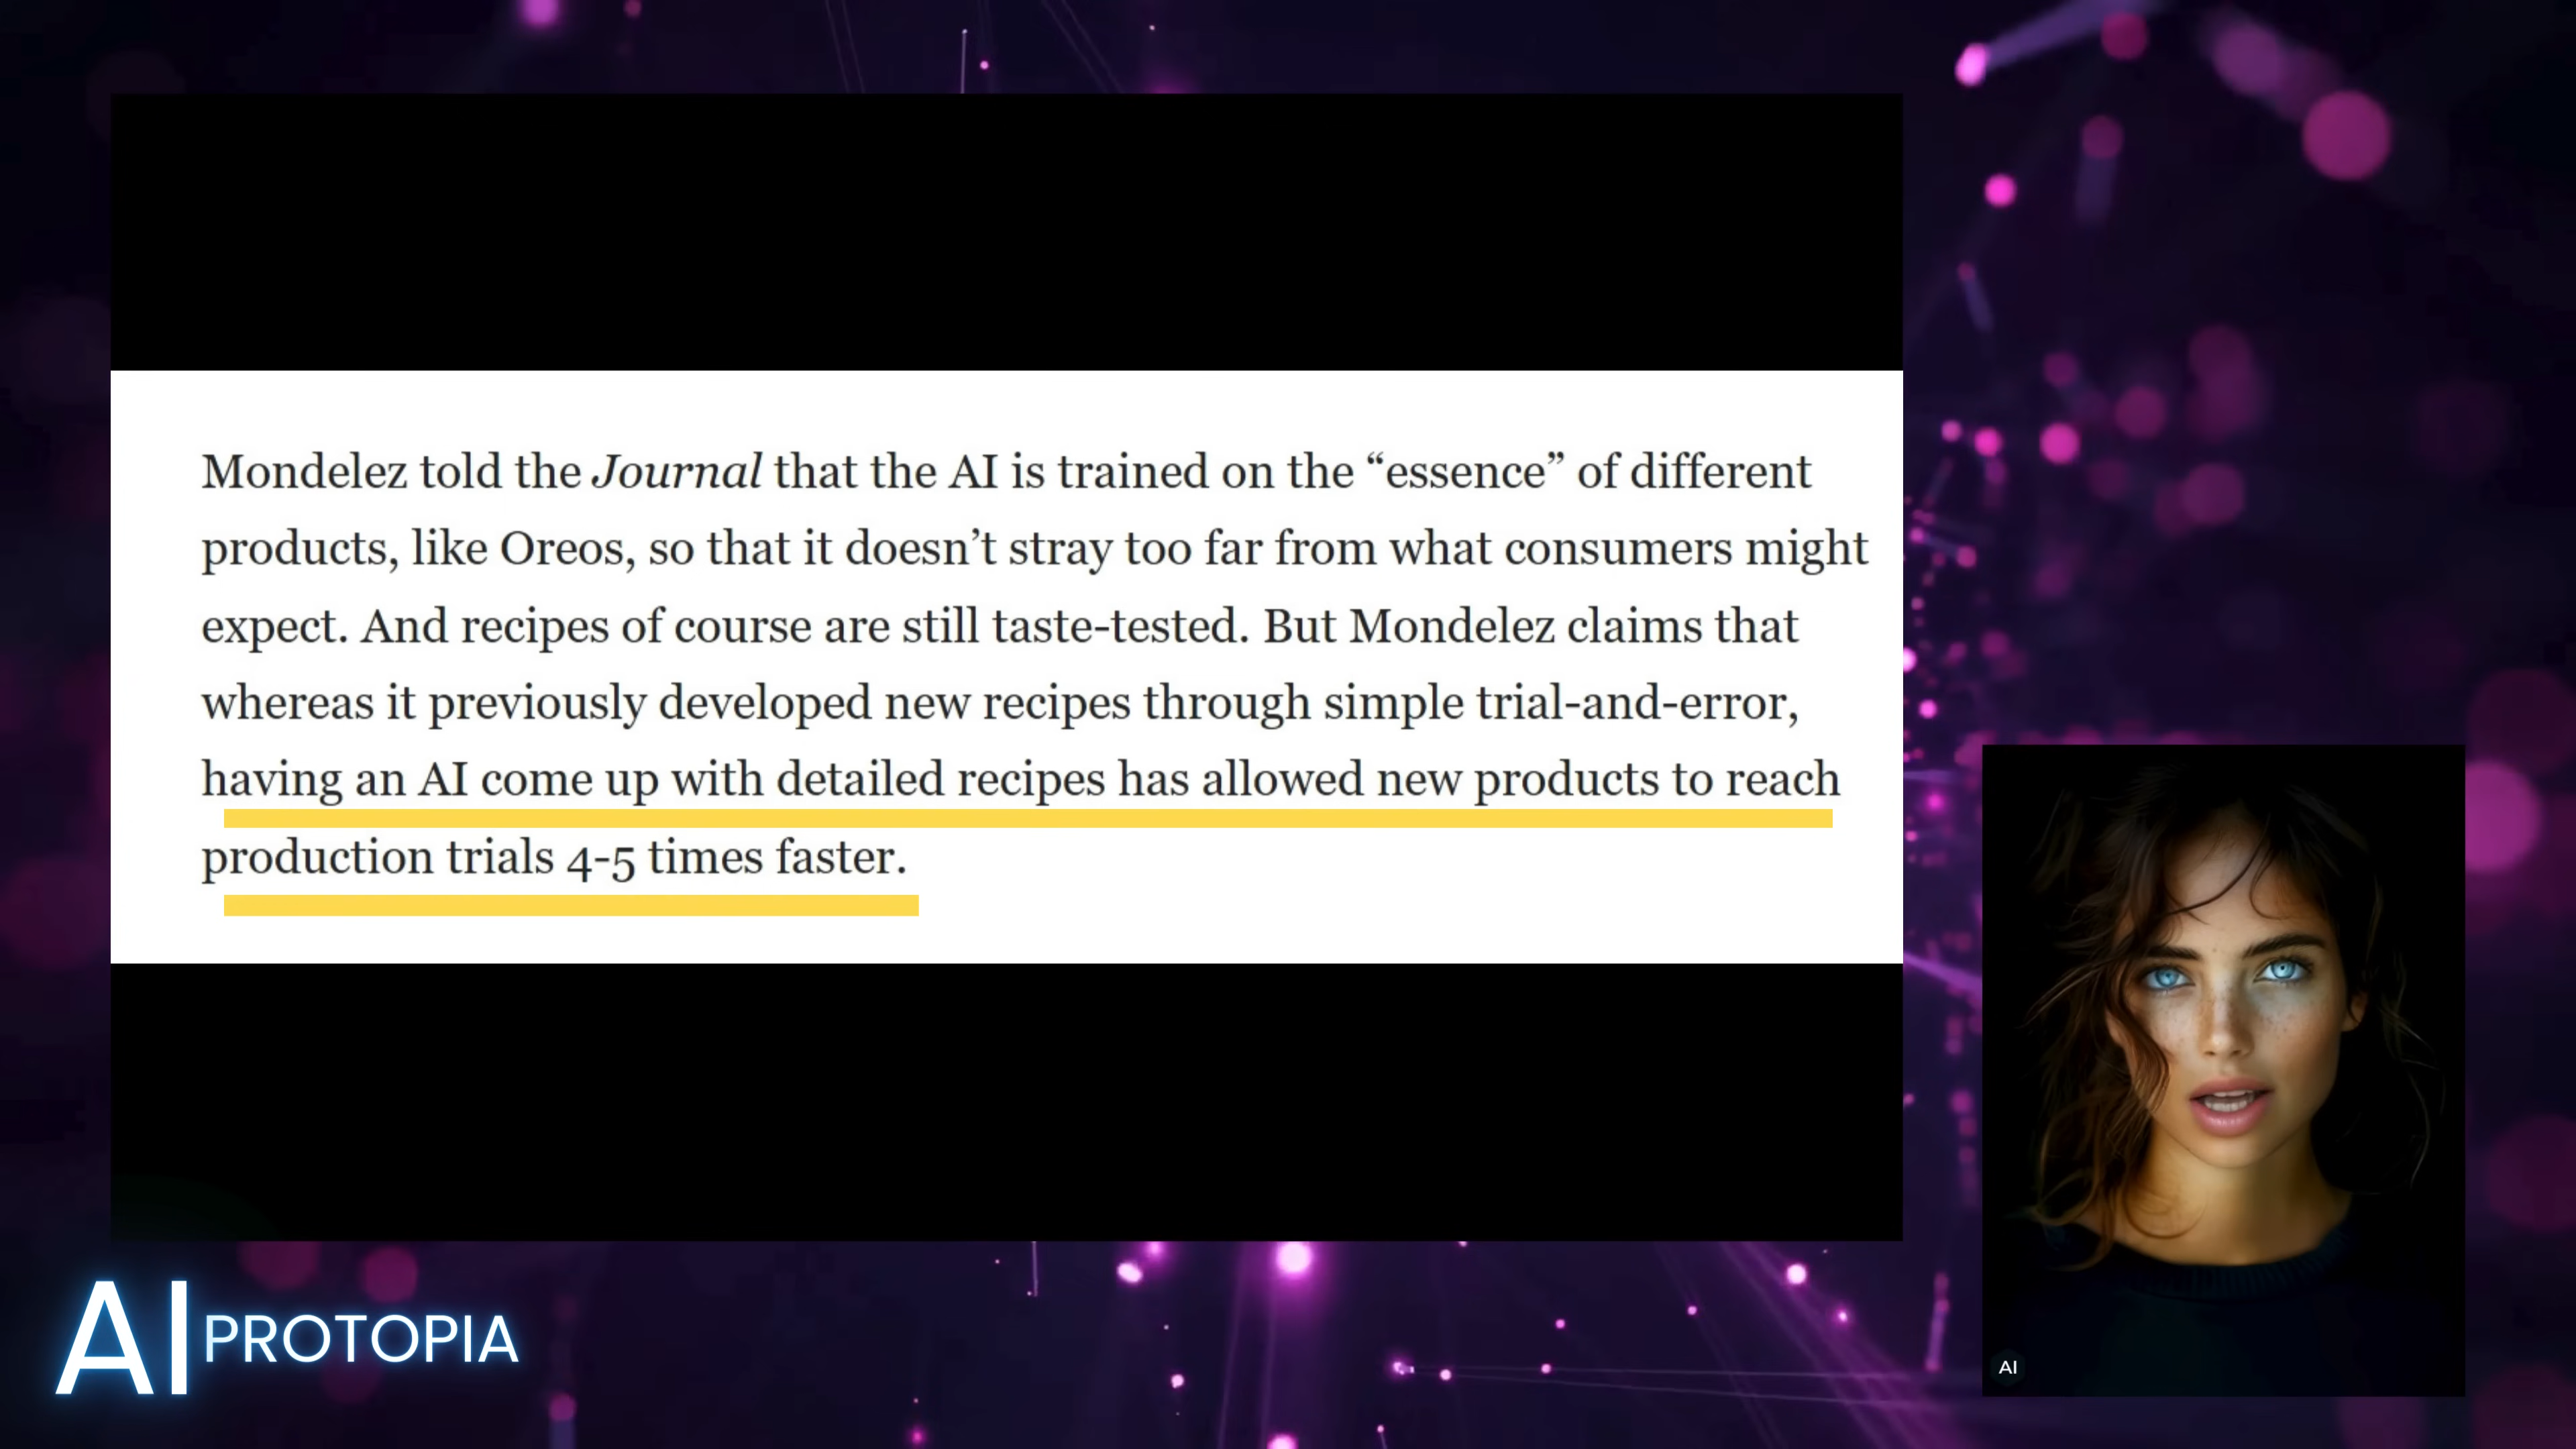 Mondelez told the Journal that the AI is trained on the “essence” of different
products, like Oreos, so that it doesn’t stray too far from what consumers might
expect. And recipes of course are still taste-tested. But Mondelez claims that
whereas it previously developed new recipes through simple trial-and-error,
having an AI come up with detailed recipes has allowed new products to reach
production trials 4-5 times faster.
AI PROTOPIA
AI